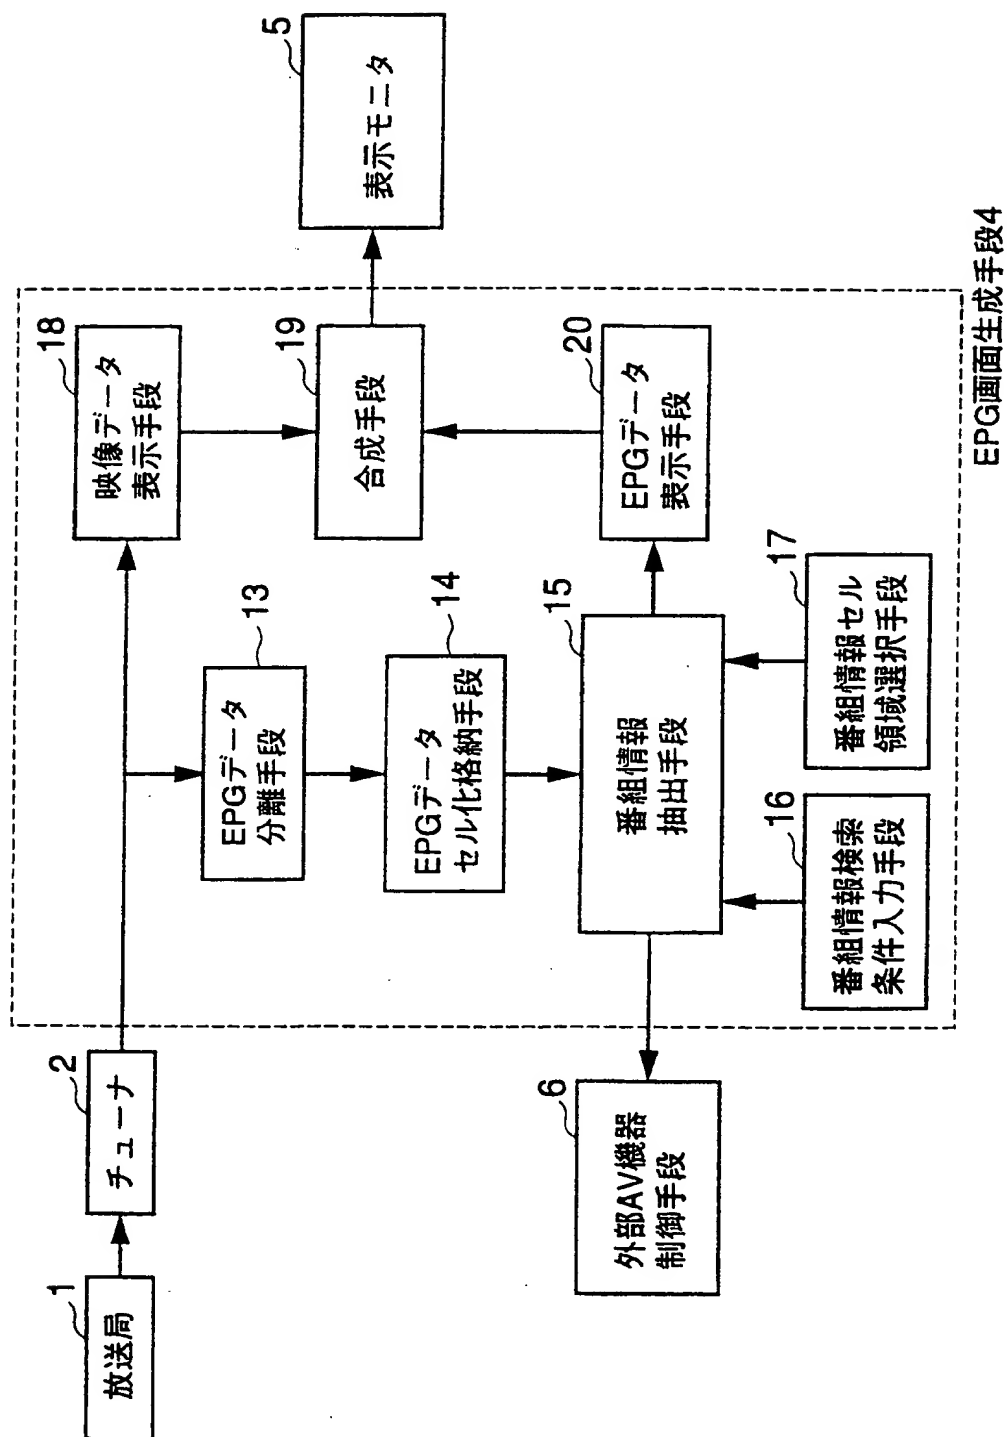 1
放送局
2
チューナ
18
映像データ
表示手段
13
EPGデータ
分離手段
14
EPGデータ
セル化格納手段
19
合成手段
5
表示モニタ
15
番組情報
抽出手段
20
EPGデータ
表示手段
6
外部AV機器
制御手段
16
番組情報検索
条件入力手段
17
番組情報セル
領域選択手段
EPG画面生成手段4